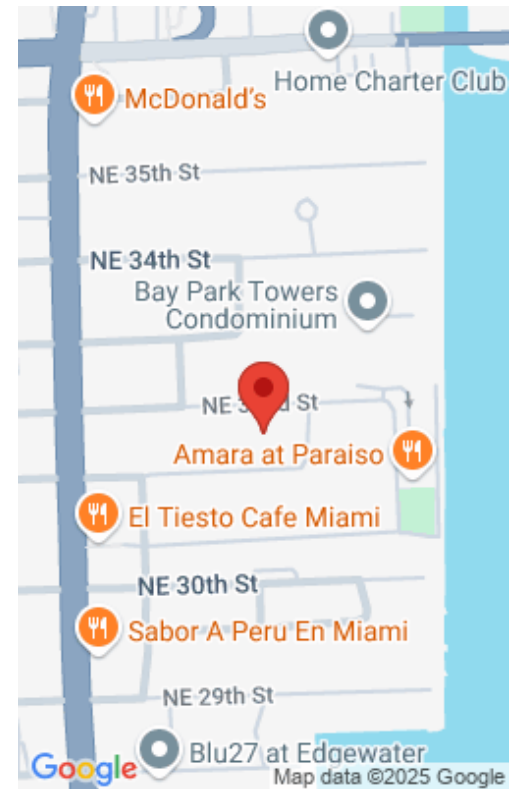 Home Charter Club
McDonald's
NE 35th St
NE 34th St
Bay Park Towers
Condominium
NE St
Amara at Paraiso
El Tiesto Cafe Miami
NE 30th St
Sabor A Peru En Miami
NE 29th St
Blu27 at Edgewater
Google
Map data ©2025 Google